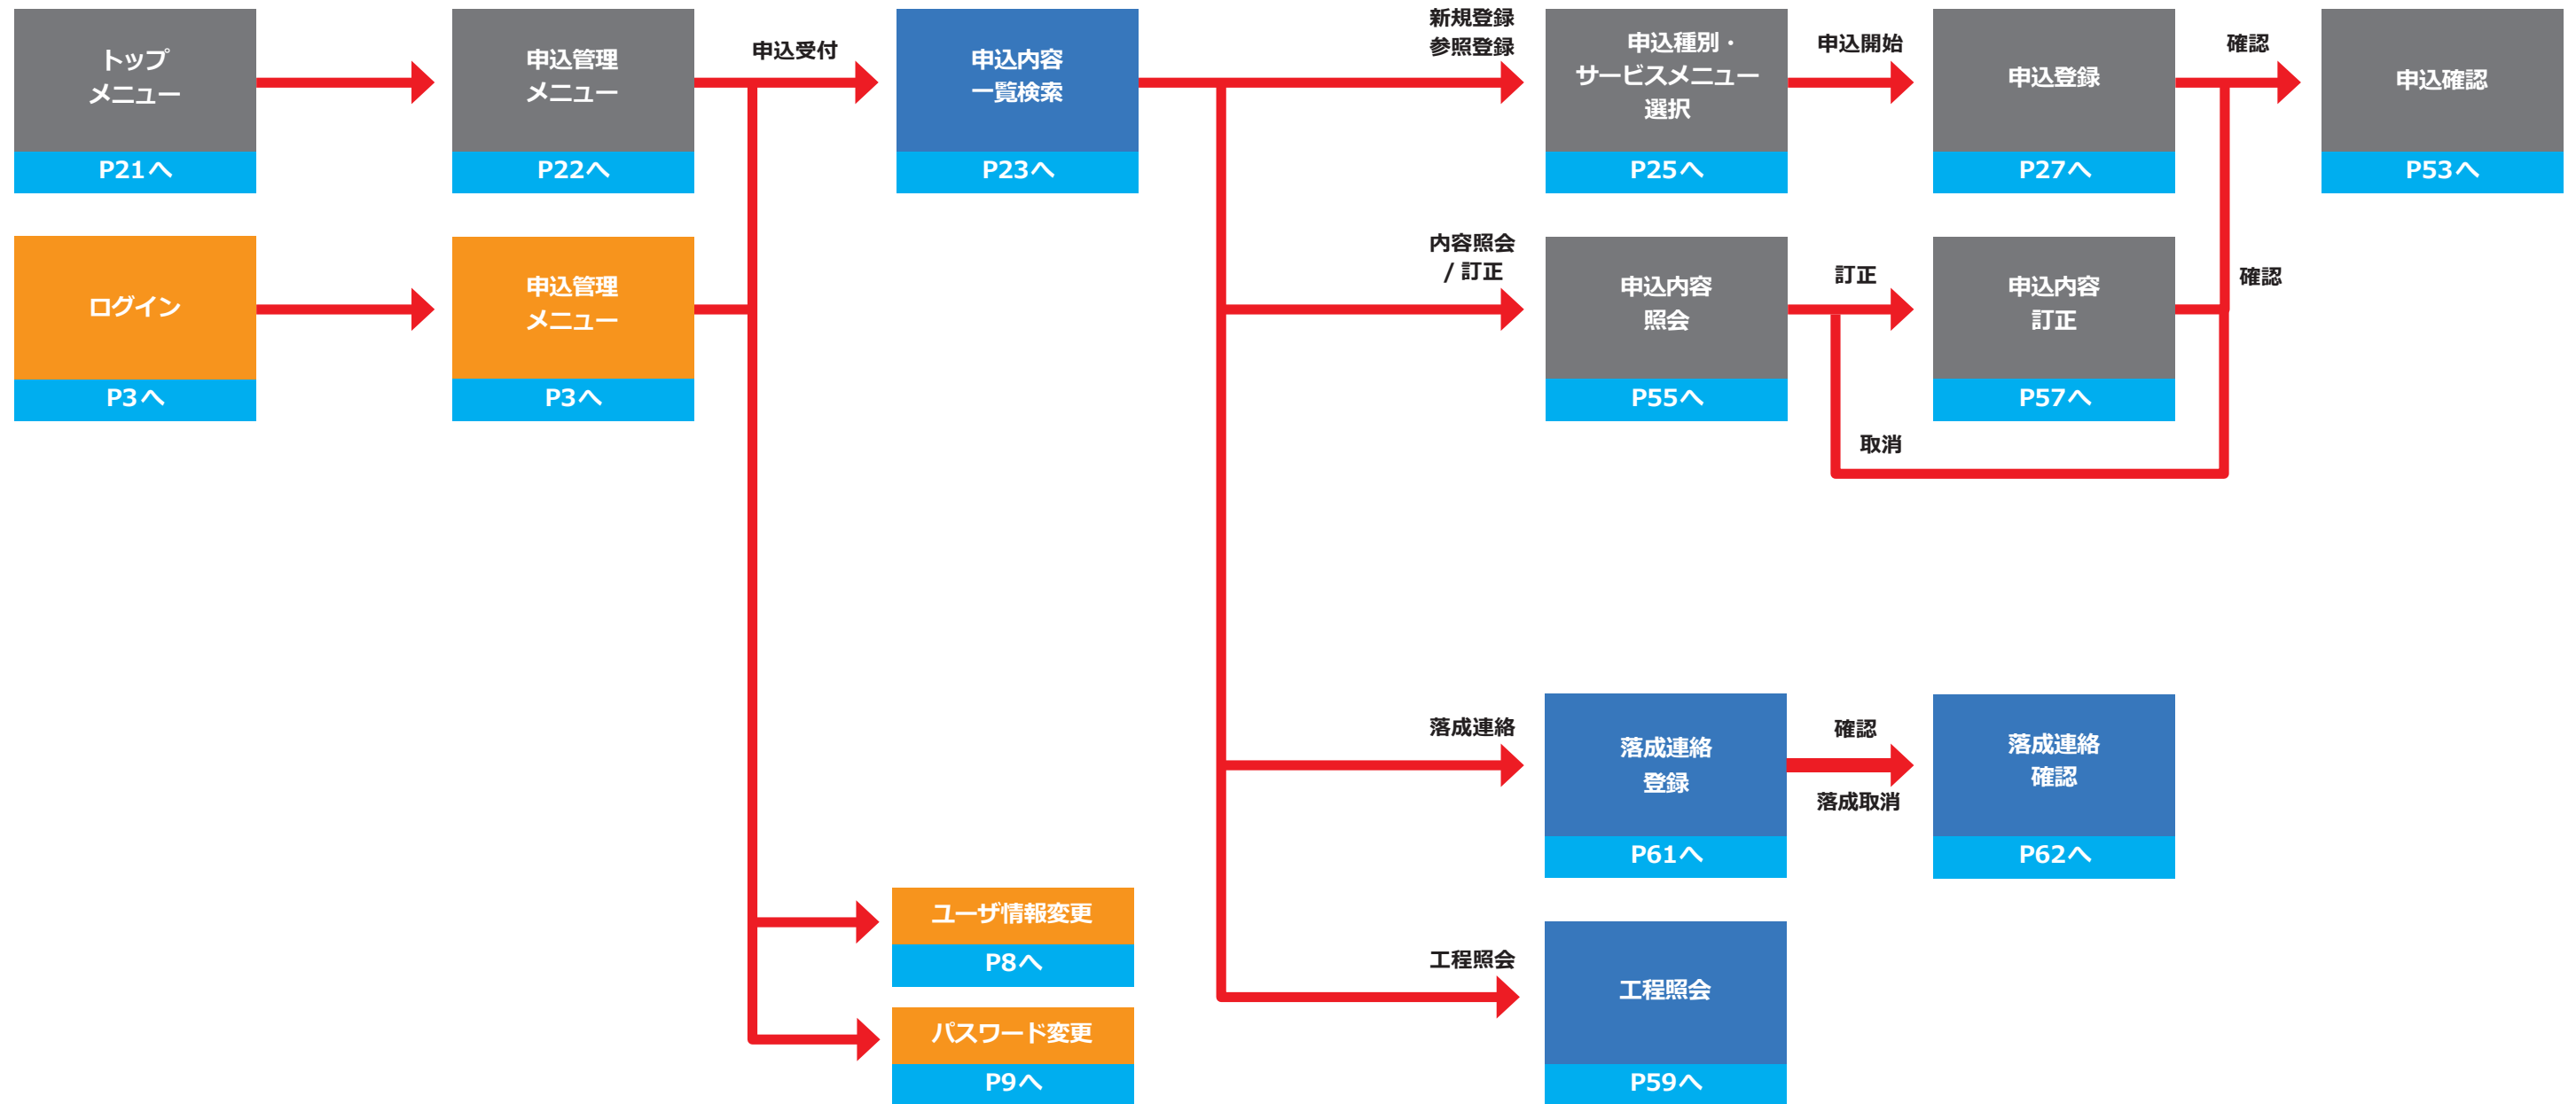 トップ
メニュー
P21へ
申込管理
メニュー
P22へ
申込受付
申込内容
一覧検索
P23へ
新規登録
参照登録
申込種別・
サービスメニュー
選択
P25へ
申込開始
申込登録
P27へ
確認
申込確認
P53へ
ログイン
P3へ
申込管理
メニュー
P3へ
内容照会
/ 訂正
申込内容
照会
P55へ
訂正
申込内容
訂正
P57へ
確認
取消
落成連絡
落成連絡
登録
P61へ
確認
落成取消
落成連絡
確認
P62へ
ユーザ情報変更
P8へ
工程照会
工程照会
P59へ
パスワード変更
P9へ